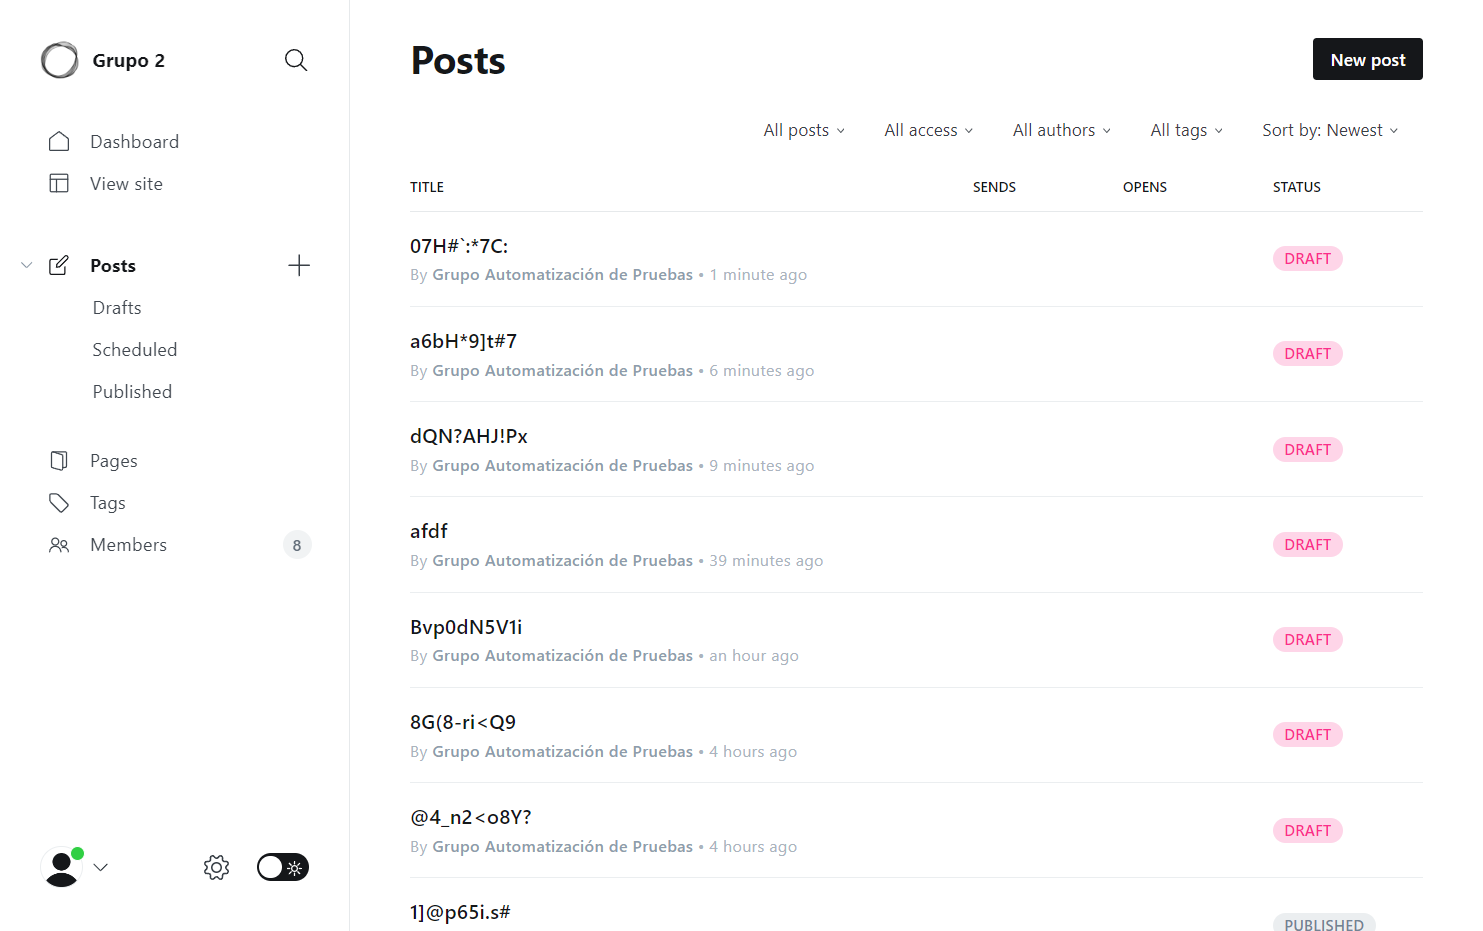 Grupo 2
Dashboard
View site
Posts
Drafts
Scheduled
Published
Pages
Tags
Members
8
Posts
New post
All posts
All access
All authors
All tags
Sort by: Newest
TITLE
SENDS
OPENS
STATUS
07H#`:*7C:
By Grupo Automatización de Pruebas • 1 minute ago
DRAFT
a6bH*9]t#7
By Grupo Automatización de Pruebas • 6 minutes ago
DRAFT
dQN?AHJ!Px
By Grupo Automatización de Pruebas • 9 minutes ago
DRAFT
afdf
By Grupo Automatización de Pruebas • 39 minutes ago
DRAFT
Bvp0dN5V1i
By Grupo Automatización de Pruebas • an hour ago
DRAFT
8G(8-ri<Q9
By Grupo Automatización de Pruebas • 4 hours ago
DRAFT
@4_n2<o8Y?
By Grupo Automatización de Pruebas • 4 hours ago
DRAFT
1]@p65i.s#
PUBLISHED